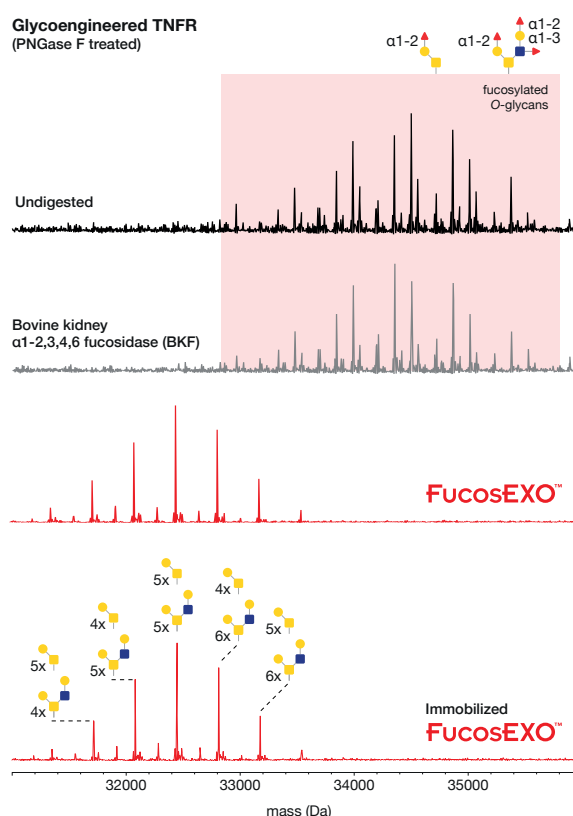 Glycoengineered TNFR
(PNGase F treated)
α1-2
α1-2
α1-2
α1-3
fucosylated
O-glycans
Undigested
Bovine kidney
α1-2,3,4,6 fucosidase (BKF)
FucosEXO™
5x
4x
4x
5x
5x
5x
4x
6x
5x
6x
Immobilized
FucosEXO™
32000
33000
34000
35000
mass (Da)